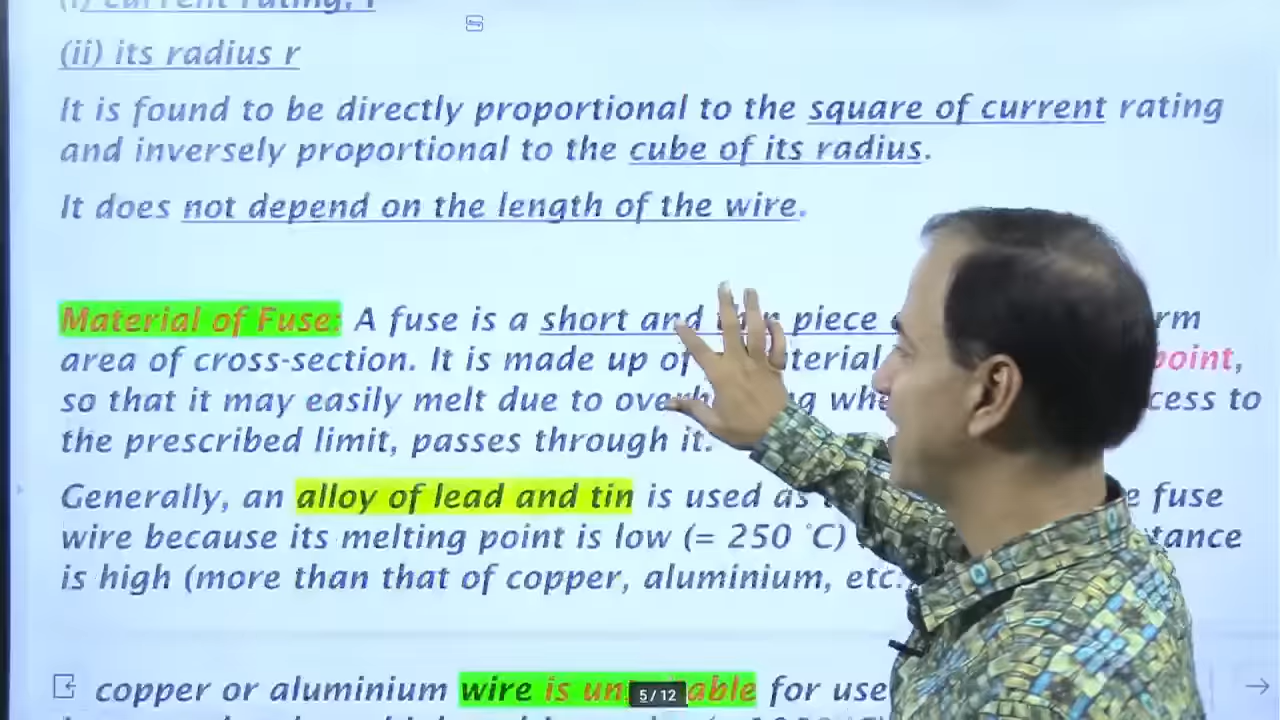 (i) current rating, I
(ii) its radius r
It is found to be directly proportional to the square of current rating
and inversely proportional to the cube of its radius.
It does not depend on the length of the wire.
Material of Fuse: A fuse is a short and thin piece rm
area of cross-section. It is made up of point,
so that it may easily melt due to cess to
the prescribed limit, passes through it.
Generally, an alloy of lead and tin is used as e fuse
wire because its melting point is low (= 250 °C) tance
is high (more than that of copper, aluminium, etc.
copper or aluminium wire is for use
5/12